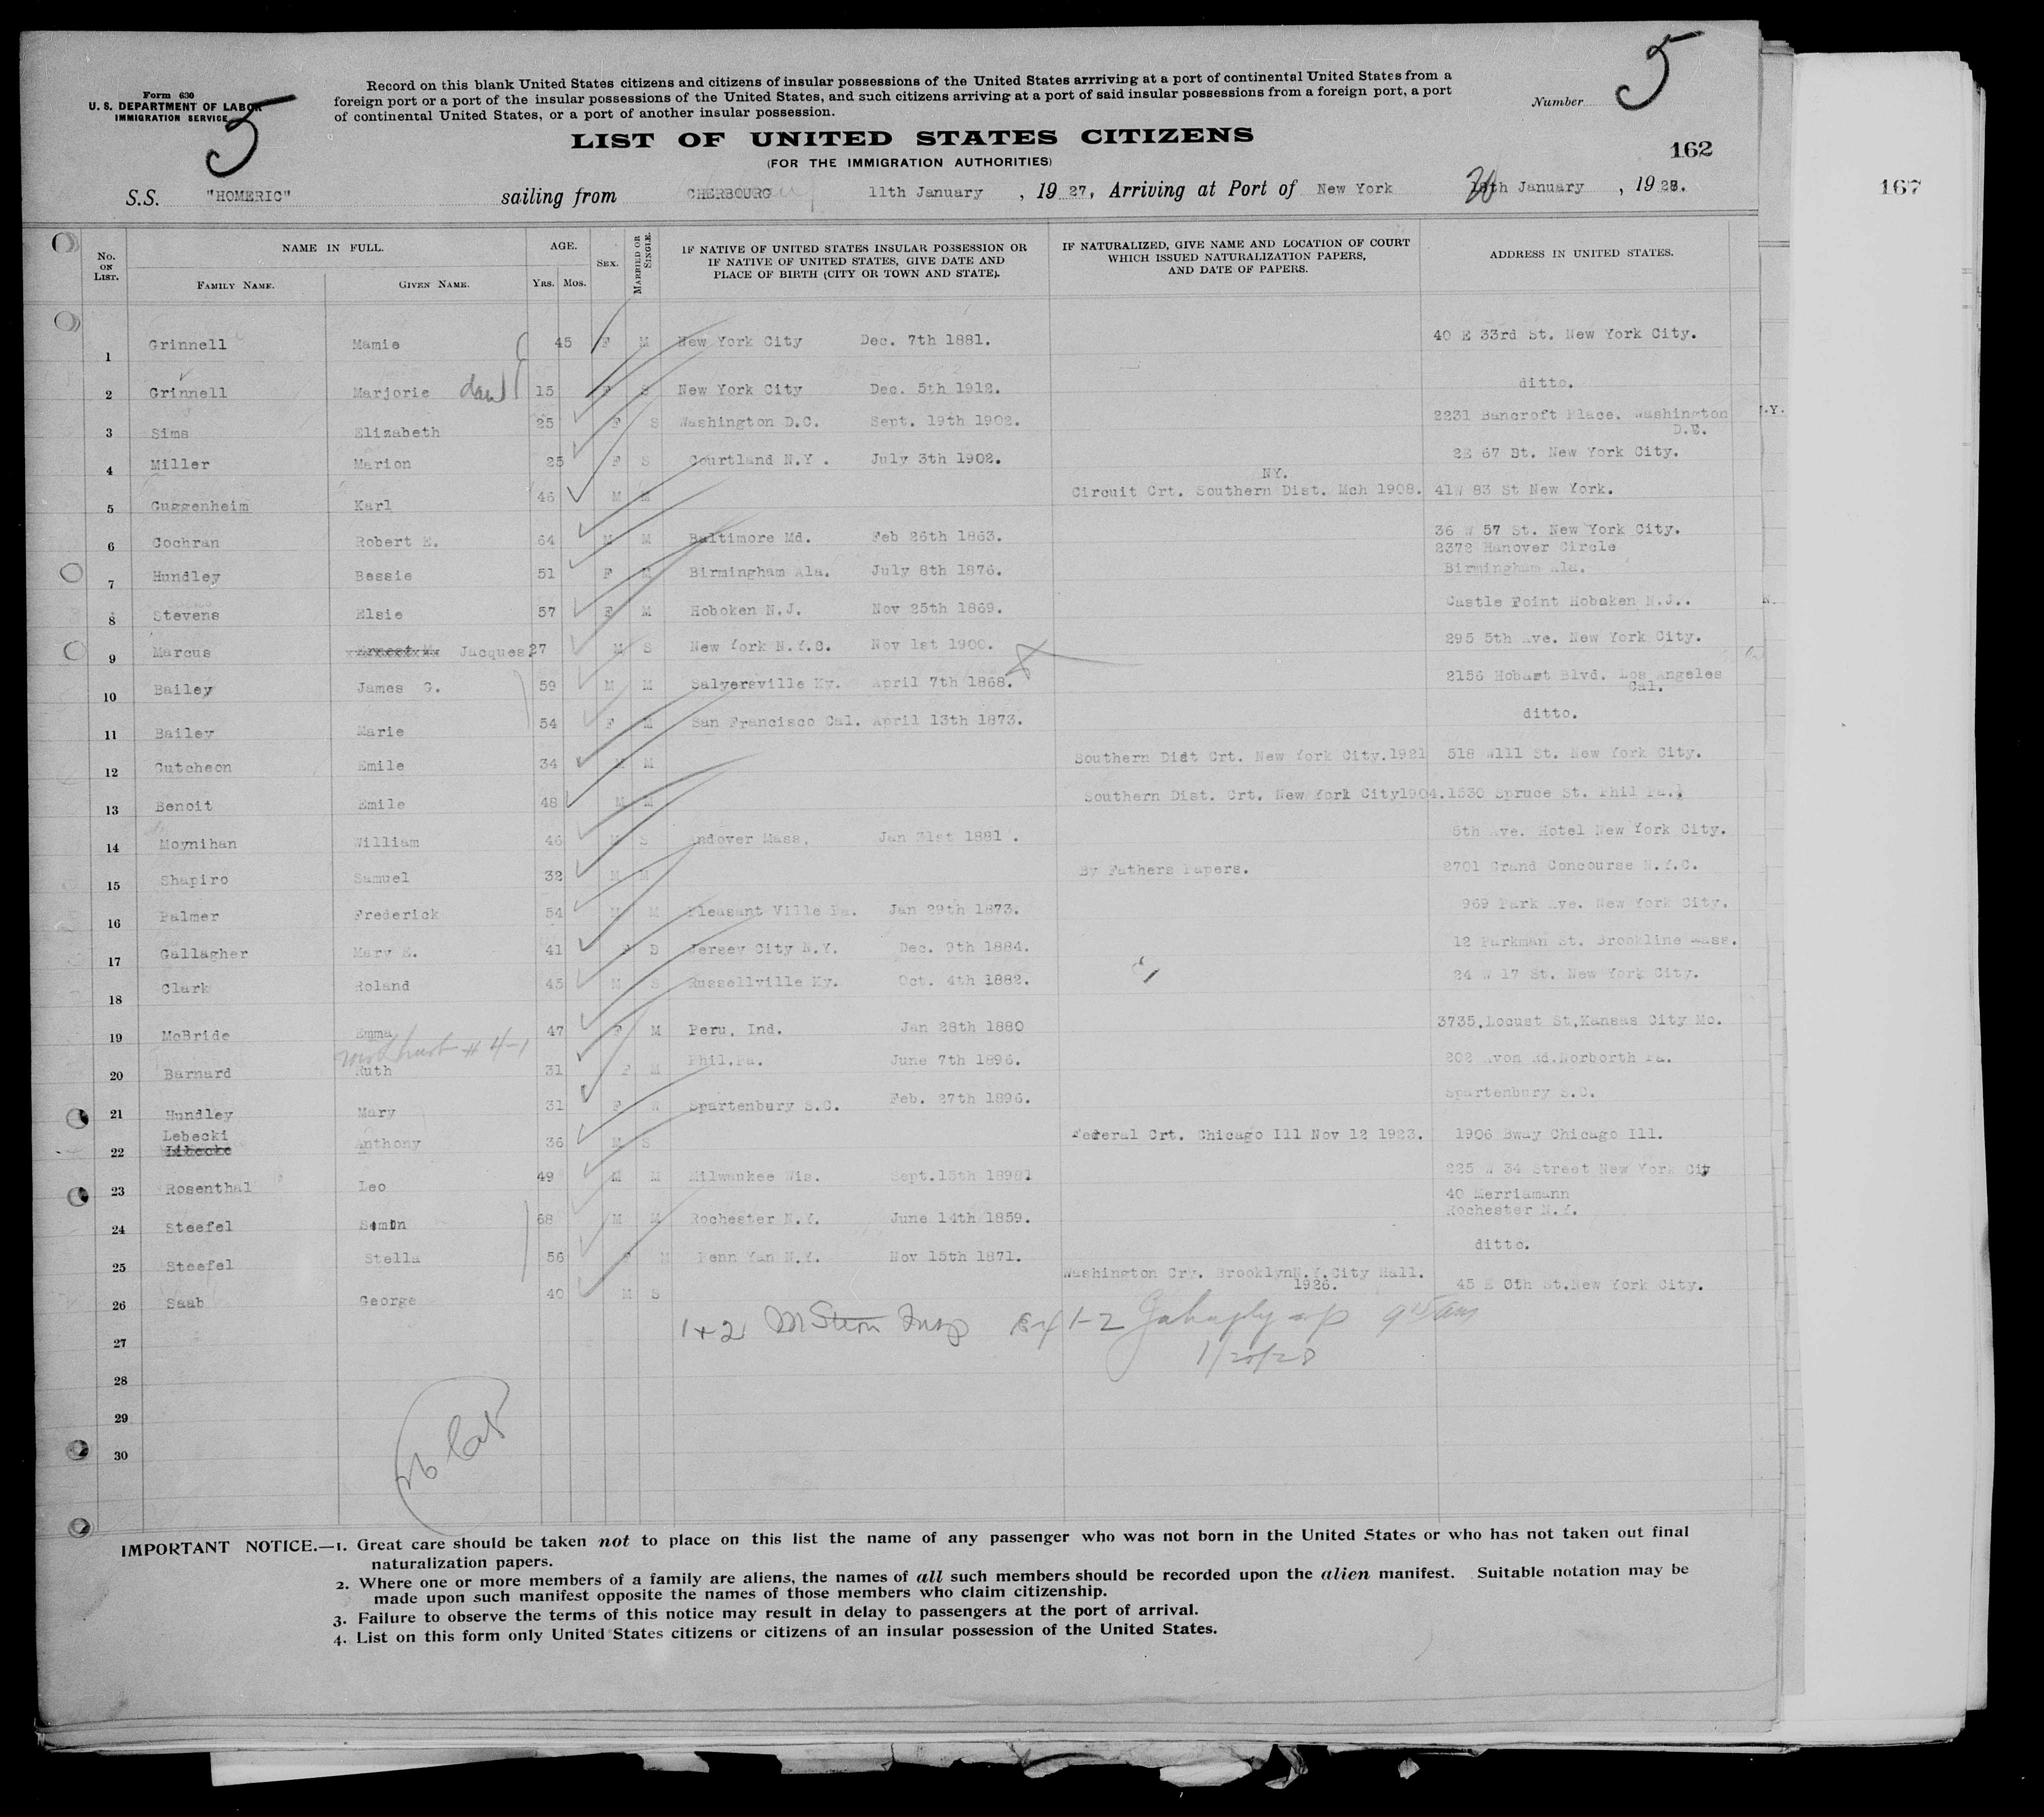 5
5
Form 630
U. S. DEPARTMENT OF LABOR
IMMIGRATION SERVICE
Record on this blank United States citizens and citizens of insular possessions of the United States arrriving at a port of continental United States from a
foreign port or a port of the insular possessions of the United States, and such citizens arriving at a port of said insular possessions from a foreign port, a port
of continental United States, or a port of another insular possession.
Number
LIST OF UNITED STATES CITIZENS
(FOR THE IMMIGRATION AUTHORITIES)
162
167
S.S. "HOMERIC" sailing from CHERBOURG 11th January , 19 27, Arriving at Port of New York January , 19 28.
No. ON LIST. NAME IN FULL. AGE. SEX. MARRIED OR SINGLE. IF NATIVE OF UNITED STATES INSULAR POSSESSION OR IF NATIVE OF UNITED STATES, GIVE DATE AND PLACE OF BIRTH (CITY OR TOWN AND STATE). IF NATURALIZED, GIVE NAME AND LOCATION OF COURT WHICH ISSUED NATURALIZATION PAPERS, AND DATE OF PAPERS. ADDRESS IN UNITED STATES.
FAMILY NAME. GIVEN NAME. Yrs. Mos.
1 Grinnell Mamie 45 F M New York City Dec. 7th 1881. 40 E 33rd St. New York City.
2 Grinnell Marjorie 15 F S New York City Dec. 5th 1912. ditto.
3 Sims Elizabeth 25 F S Washington D.C. Sept. 19th 1902. 2231 Bancroft Place. Washington
4 Miller Marion 25 F S Courtland N.Y. July 3th 1902. 2E 67 St. New York City.
5 Guggenheim Karl 46 M M Circuit Crt. Southern Dist. NY. Mch 1908. 41W 83 St New York.
6 Cochran Robert E. 64 M M Baltimore Md. Feb 26th 1863. 36 W 57 St. New York City.
7 Hundley Bessie 51 F M Birmingham Ala. July 8th 1876. 2372 Hanover Circle Birmingham Ala.
8 Stevens Elsie 57 F M Hoboken N.J. Nov 25th 1869. Castle Point Hoboken N.J..
9 Marcus Jacques 27 M S New York N.Y.C. Nov 1st 1900. 295 5th Ave. New York City.
10 Bailey James G. 59 M M Salyersville Ky. April 7th 1868. 2156 Hobart Blvd. Los Angeles Cal.
11 Bailey Marie 54 F M San Francisco Cal. April 13th 1873. ditto.
12 Cutcheon Emile 34 M M Southern Dist Crt. New York City.1921 518 W111 St. New York City.
13 Benoit Emile 48 M M Southern Dist. Crt. New York City1904. 1530 Spruce St. Phil Pa.
14 Moynihan William 46 M S Andover Mass. Jan 31st 1881. 5th Ave. Hotel New York City.
15 Shapiro Samuel 32 M M By Fathers Papers. 2701 Grand Concourse N.Y.C.
16 Palmer Frederick 54 M M Pleasant Ville Pa. Jan 29th 1873. 969 Park Ave. New York City.
17 Gallagher Mary E. 41 F D Jersey City N.Y. Dec. 9th 1884. 12 Parkman St. Brookline Mass.
18 Clark Roland 45 M S Russellville Ky. Oct. 4th 1882. 24 W 17 St. New York City.
19 McBride Emma 47 F M Peru, Ind. Jan 28th 1880 3735,Locust St,Kansas City Mo.
20 Barnard Ruth 31 F M Phil.Pa. June 7th 1896. 202 Avon Rd.Norborth Pa.
21 Hundley Mary 31 F Spartenbury S.C. Feb. 27th 1896. Spartenbury S.C.
22 Lebecki Anthony 36 M S Federal Crt. Chicago Ill Nov 12 1923. 1906 Bway Chicago Ill.
23 Rosenthal Leo 49 M M Milwaukee Wis. Sept.15th 225 W 34 Street New York City
24 Steefel Simon 68 M M Rochester N.Y. June 14th 1859. 40 Merriamann Rochester N.Y.
25 Steefel Stella 56 F M Penn Yan N.Y. Nov 15th 1871. ditto.
26 Saab George 40 M S Washington Cry. BrooklynN.Y.City Hall. 1926. 45 E St.New York City.
27
28
29
30
1/20/28
IMPORTANT NOTICE.—1. Great care should be taken not to place on this list the name of any passenger who was not born in the United States or who has not taken out final
naturalization papers.
2. Where one or more members of a family are aliens, the names of all such members should be recorded upon the alien manifest. Suitable notation may be
made upon such manifest opposite the names of those members who claim citizenship.
3. Failure to observe the terms of this notice may result in delay to passengers at the port of arrival.
4. List on this form only United States citizens or citizens of an insular possession of the United States.